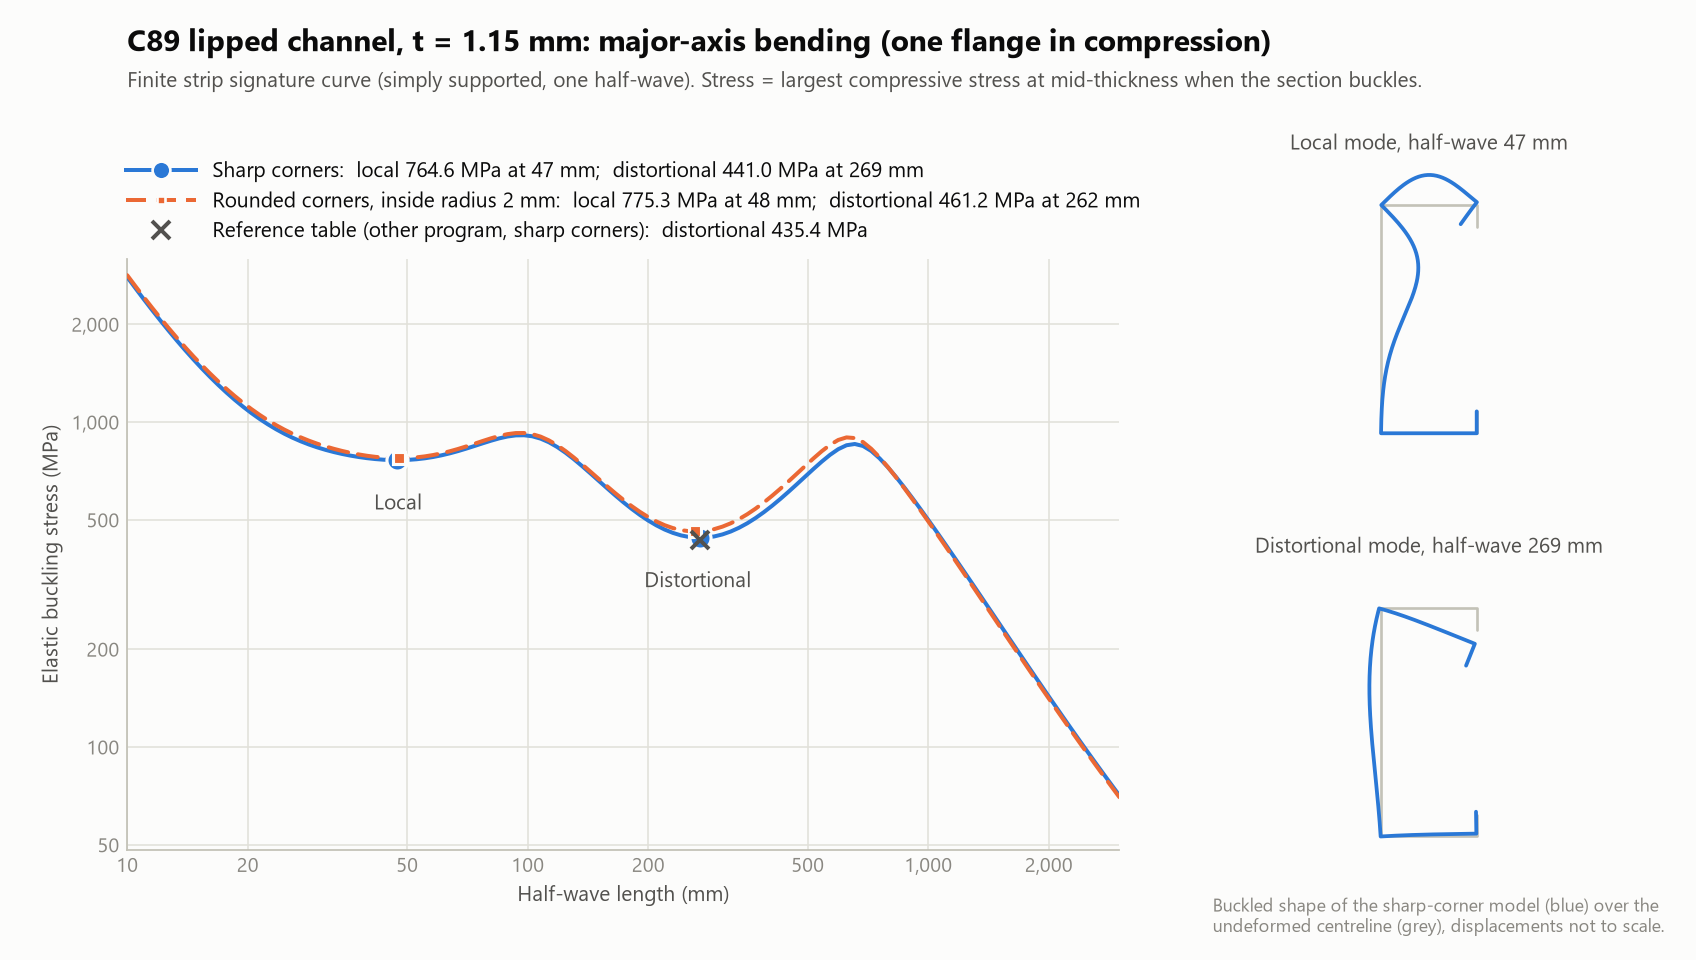 C89 lipped channel, t = 1.15 mm: major-axis bending (one flange in compression)
Finite strip signature curve (simply supported, one half-wave). Stress = largest compressive stress at mid-thickness when the section buckles.
Sharp corners:  local 764.6 MPa at 47 mm;  distortional 441.0 MPa at 269 mm
Rounded corners, inside radius 2 mm:  local 775.3 MPa at 48 mm;  distortional 461.2 MPa at 262 mm
Reference table (other program, sharp corners):  distortional 435.4 MPa
Elastic buckling stress (MPa)
2,000
1,000
500
200
100
50
Local
Distortional
10
20
50
100
200
500
1,000
2,000
Half-wave length (mm)
Local mode, half-wave 47 mm
Distortional mode, half-wave 269 mm
Buckled shape of the sharp-corner model (blue) over the
undeformed centreline (grey), displacements not to scale.